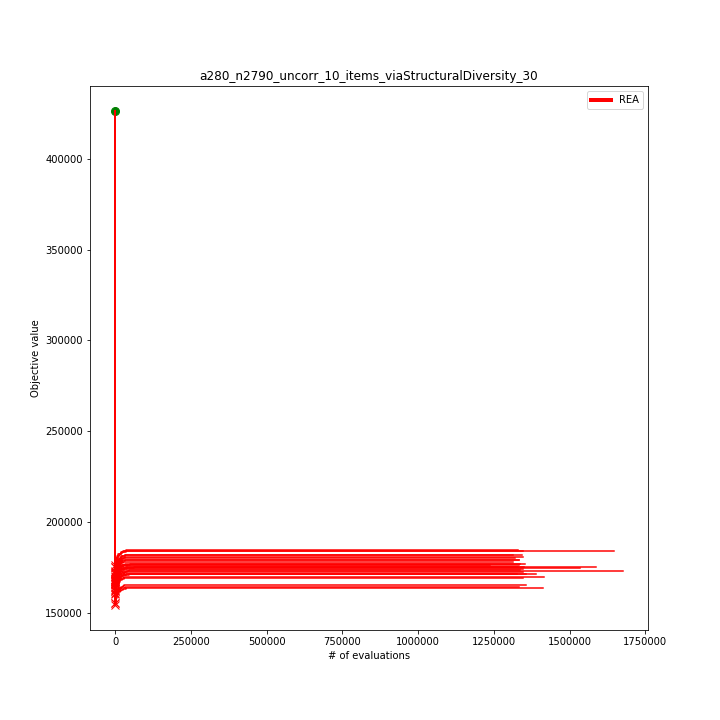 a280_n2790_uncorr_10_items_viaStructuralDiversity_30
REA
400000
350000
300000
250000
200000
150000
Objective value
0 250000 500000 750000 1000000 1250000 1500000 1750000
# of evaluations